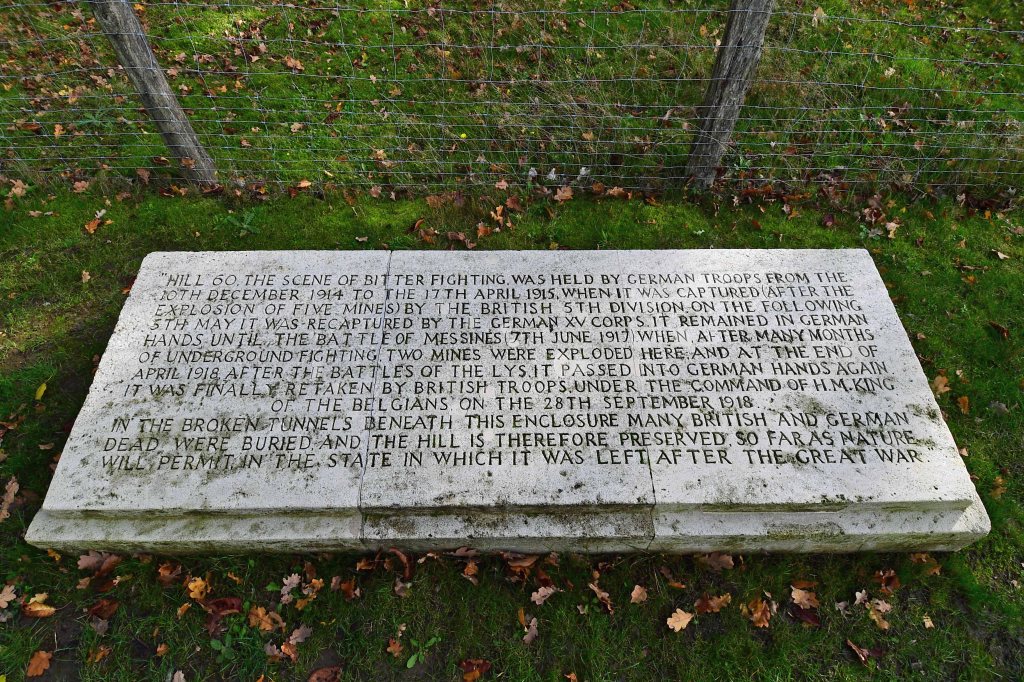 "HILL 60, THE SCENE OF BITTER FIGHTING, WAS HELD BY GERMAN TROOPS FROM THE
10TH DECEMBER 1914 TO THE 17TH APRIL 1915, WHEN IT WAS CAPTURED (AFTER THE
EXPLOSION OF FIVE MINES) BY THE BRITISH 5TH DIVISION. ON THE FOLLOWING
5TH MAY IT WAS RECAPTURED BY THE GERMAN XV CORPS. IT REMAINED IN GERMAN
HANDS UNTIL THE BATTLE OF MESSINES (7TH JUNE 1917) WHEN, AFTER MANY MONTHS
OF UNDERGROUND FIGHTING, TWO MINES WERE EXPLODED HERE; AND AT THE END OF
APRIL 1918, AFTER THE BATTLES OF THE LYS, IT PASSED INTO GERMAN HANDS AGAIN.
IT WAS FINALLY RETAKEN BY BRITISH TROOPS UNDER THE COMMAND OF H.M. KING
OF THE BELGIANS, ON THE 28TH SEPTEMBER 1918.
IN THE BROKEN TUNNELS BENEATH THIS ENCLOSURE MANY BRITISH AND GERMAN
DEAD WERE BURIED, AND THE HILL IS THEREFORE PRESERVED, SO FAR AS NATURE
WILL PERMIT, IN THE STATE IN WHICH IT WAS LEFT AFTER THE GREAT WAR."